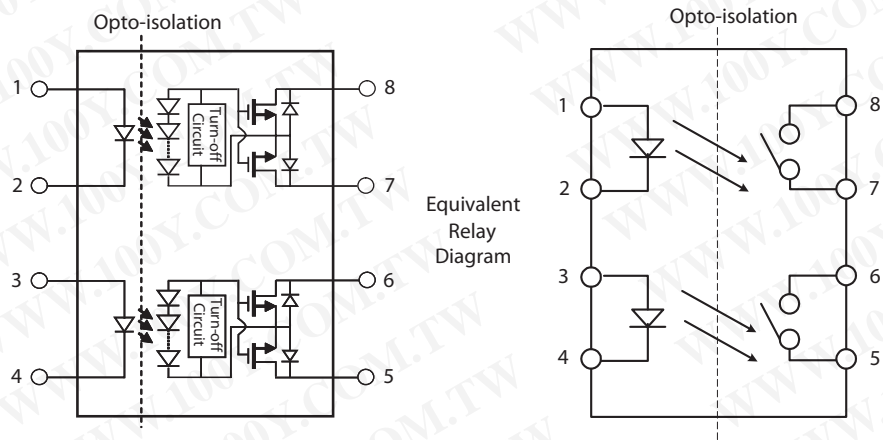 Opto-isolation
1
2
3
4
8
7
6
5
Turn-off
Circuit
Turn-off
Circuit
Equivalent
Relay
Diagram
Opto-isolation
1
2
3
4
8
7
6
5
WWW.100Y.COM.TW